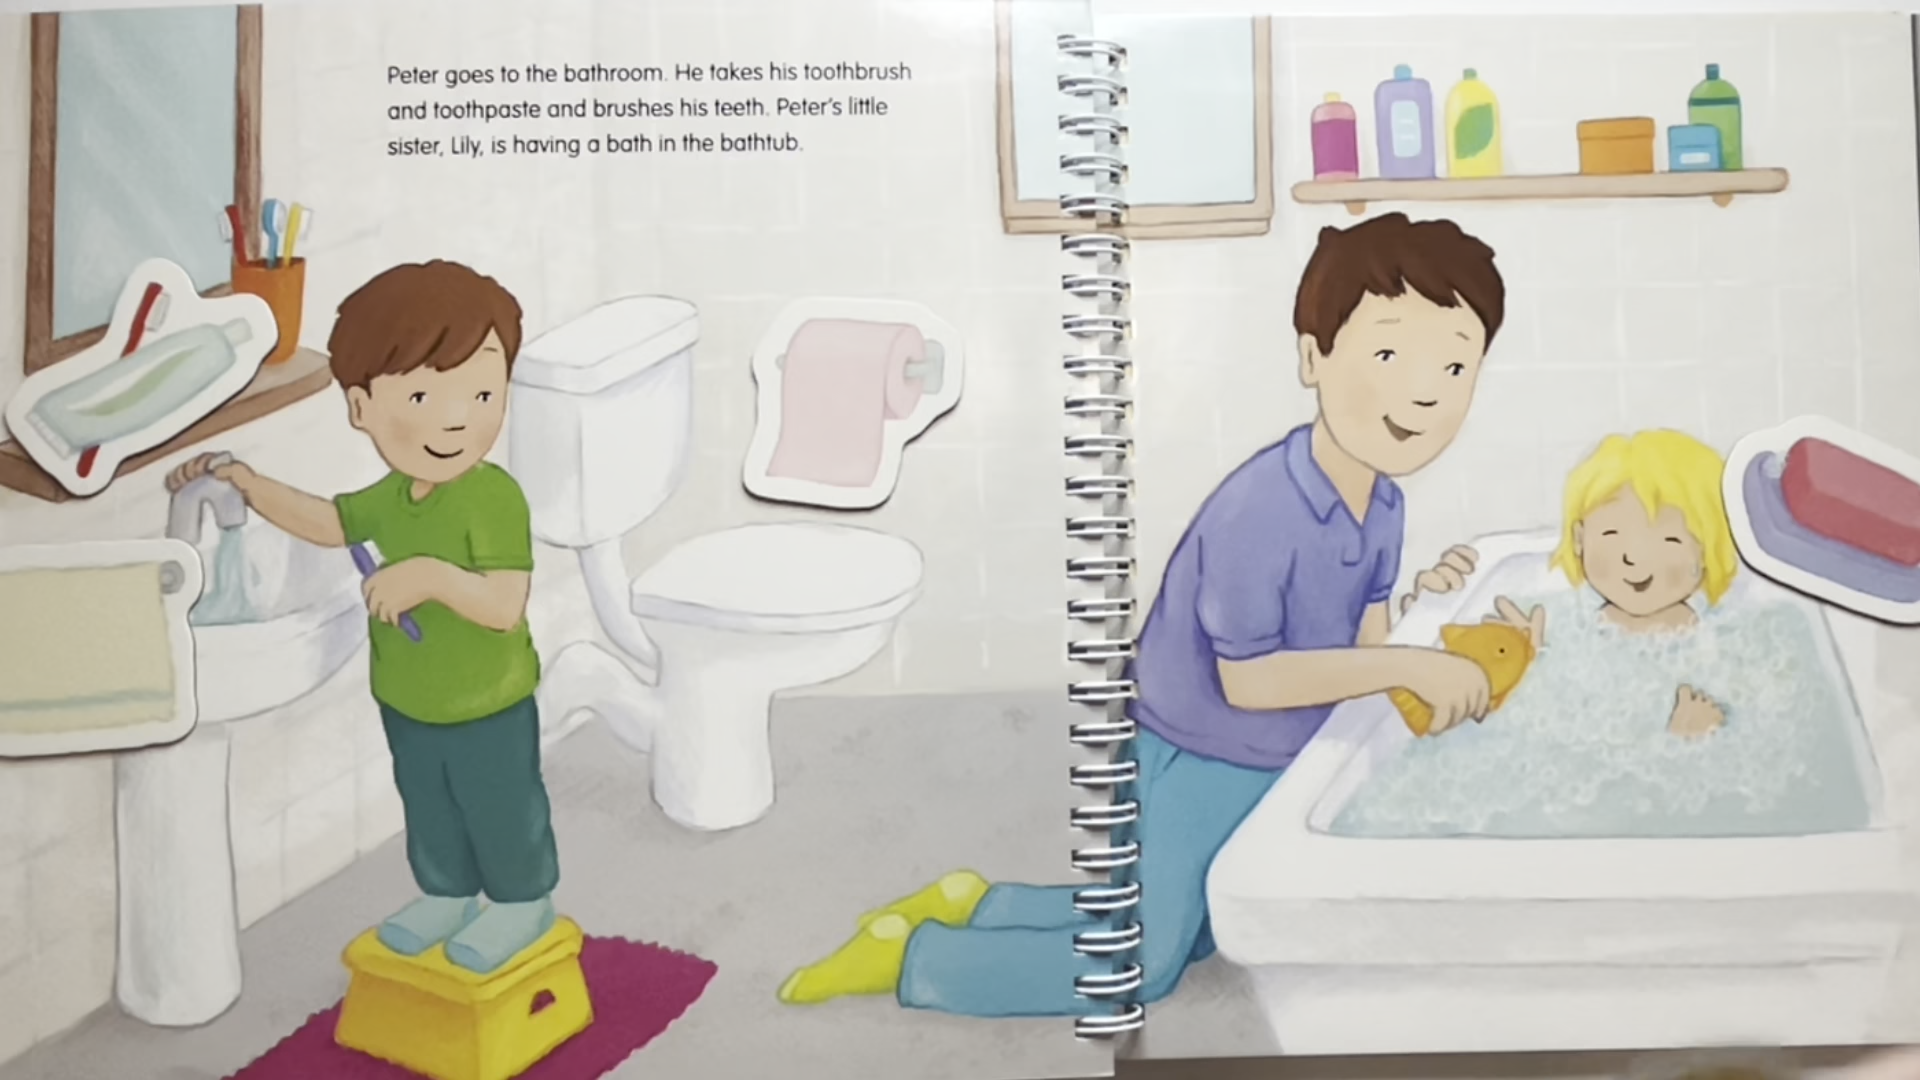 Peter goes to the bathroom. He takes his toothbrush
and toothpaste and brushes his teeth. Peter's little
sister, Lily, is having a bath in the bathtub.